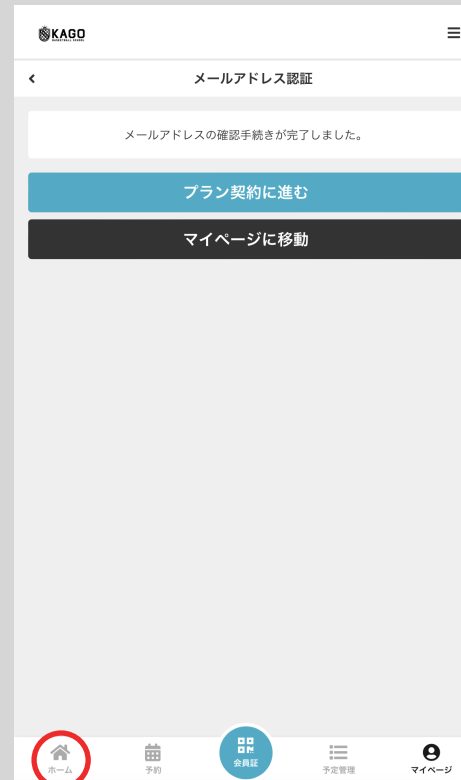 KAGO
メールアドレス認証
メールアドレスの確認手続きが完了しました。
プラン契約に進む
マイページに移動
ホーム
予約
会員証
予定管理
マイページ